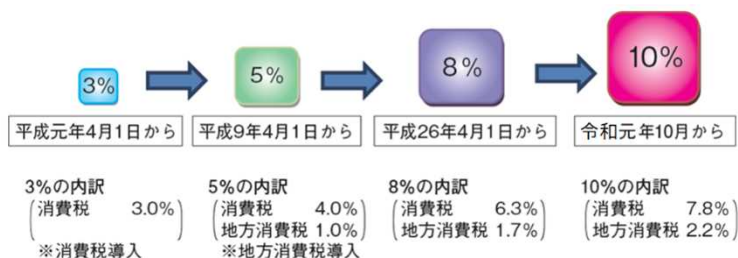 3%
5%
8%
10%
平成元年4月1日から
平成9年4月1日から
平成26年4月1日から
令和元年10月から
3%の内訳
(消費税 3.0%)
※消費税導入
5%の内訳
(消費税 4.0%
地方消費税 1.0%)
※地方消費税導入
8%の内訳
(消費税 6.3%
地方消費税 1.7%)
10%の内訳
(消費税 7.8%
地方消費税 2.2%)